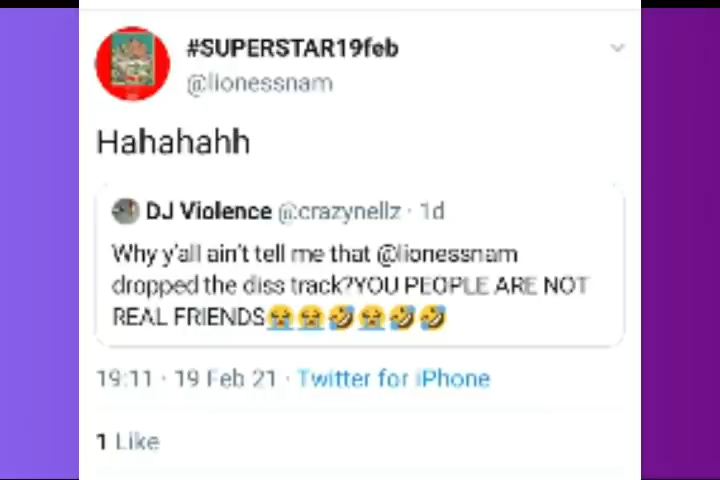 #SUPERSTAR19feb
@lionessnam
Hahahahh
DJ Violence @crazynellz · 1d
Why y'all ain't tell me that @lionessnam
dropped the diss track?YOU PEOPLE ARE NOT
REAL FRIENDS😭😭🤣😭🤣🤣
19:11 · 19 Feb 21 · Twitter for iPhone
1 Like